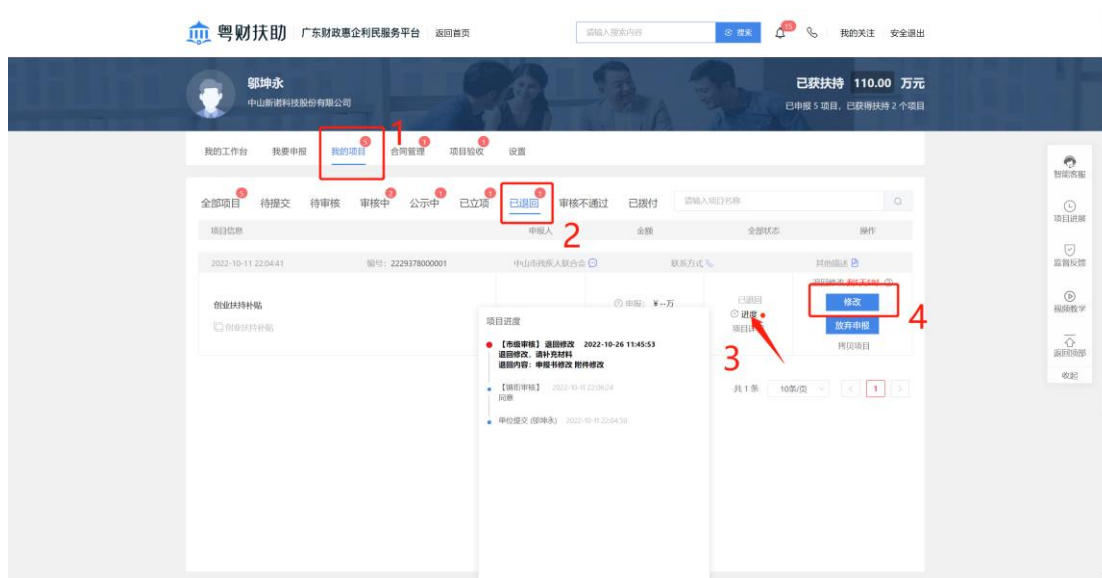 粤财扶助 广东财政惠企利民服务平台 返回首页 请输入搜索内容 搜索 15 我的关注 安全退出
邬坤永
中山新诺科技股份有限公司
已获扶持 110.00 万元
已申报 5 项目，已获得扶持 2 个项目
1
我的工作台 我要申报 我的项目 5 合同管理 1 项目验收 1 设置
全部项目 5 待提交 待审核 审核中 2 公示中 1 已立项 1 已退回 1 审核不通过 已拨付 请输入项目名称
2
项目信息 申报人 金额 全部状态 操作
2022-10-11 22:04:41 编号：2229378000001 中山市残疾人联合会 联系方式 其他描述
创业扶持补贴
创业扶持补贴
申报：￥--万
已退回
进度
修改
放弃申报
拷贝项目
3
4
项目进度
【市级审核】 退回修改 2022-10-26 11:45:53
退回修改，请补充材料
退回内容：申报书修改 附件修改
【镇街审核】 2022-10-11 22:06:24
同意
单位提交 (邬坤永) 2022-10-11 22:04:50
共 1 条 10条/页 < 1 >
智能客服
项目进展
监督反馈
视频教学
返回顶部
收起